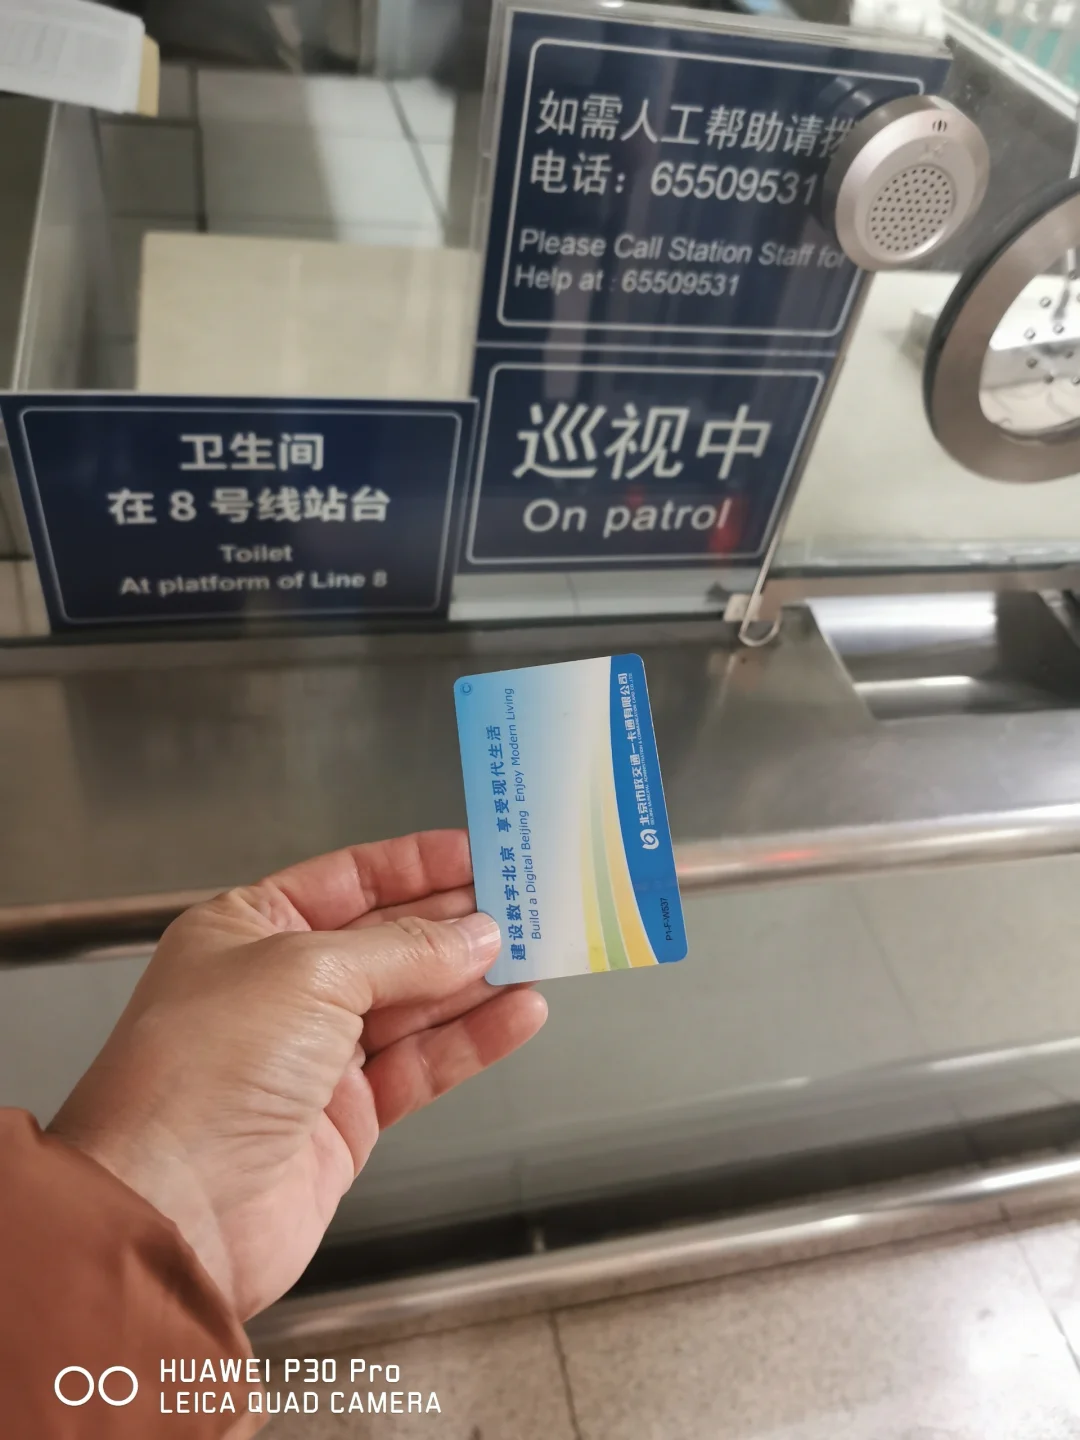 如需人工帮助请拨
电话：65509531
Please Call Station Staff for
Help at : 65509531
巡视中
On patrol
卫生间
在 8 号线站台
Toilet
At platform of Line 8
建设数字北京 享受现代生活
Build a Digital Beijing Enjoy Modern Living
北京市政交通一卡通有限公司
P1-F-WS37
HUAWEI P30 Pro
LEICA QUAD CAMERA